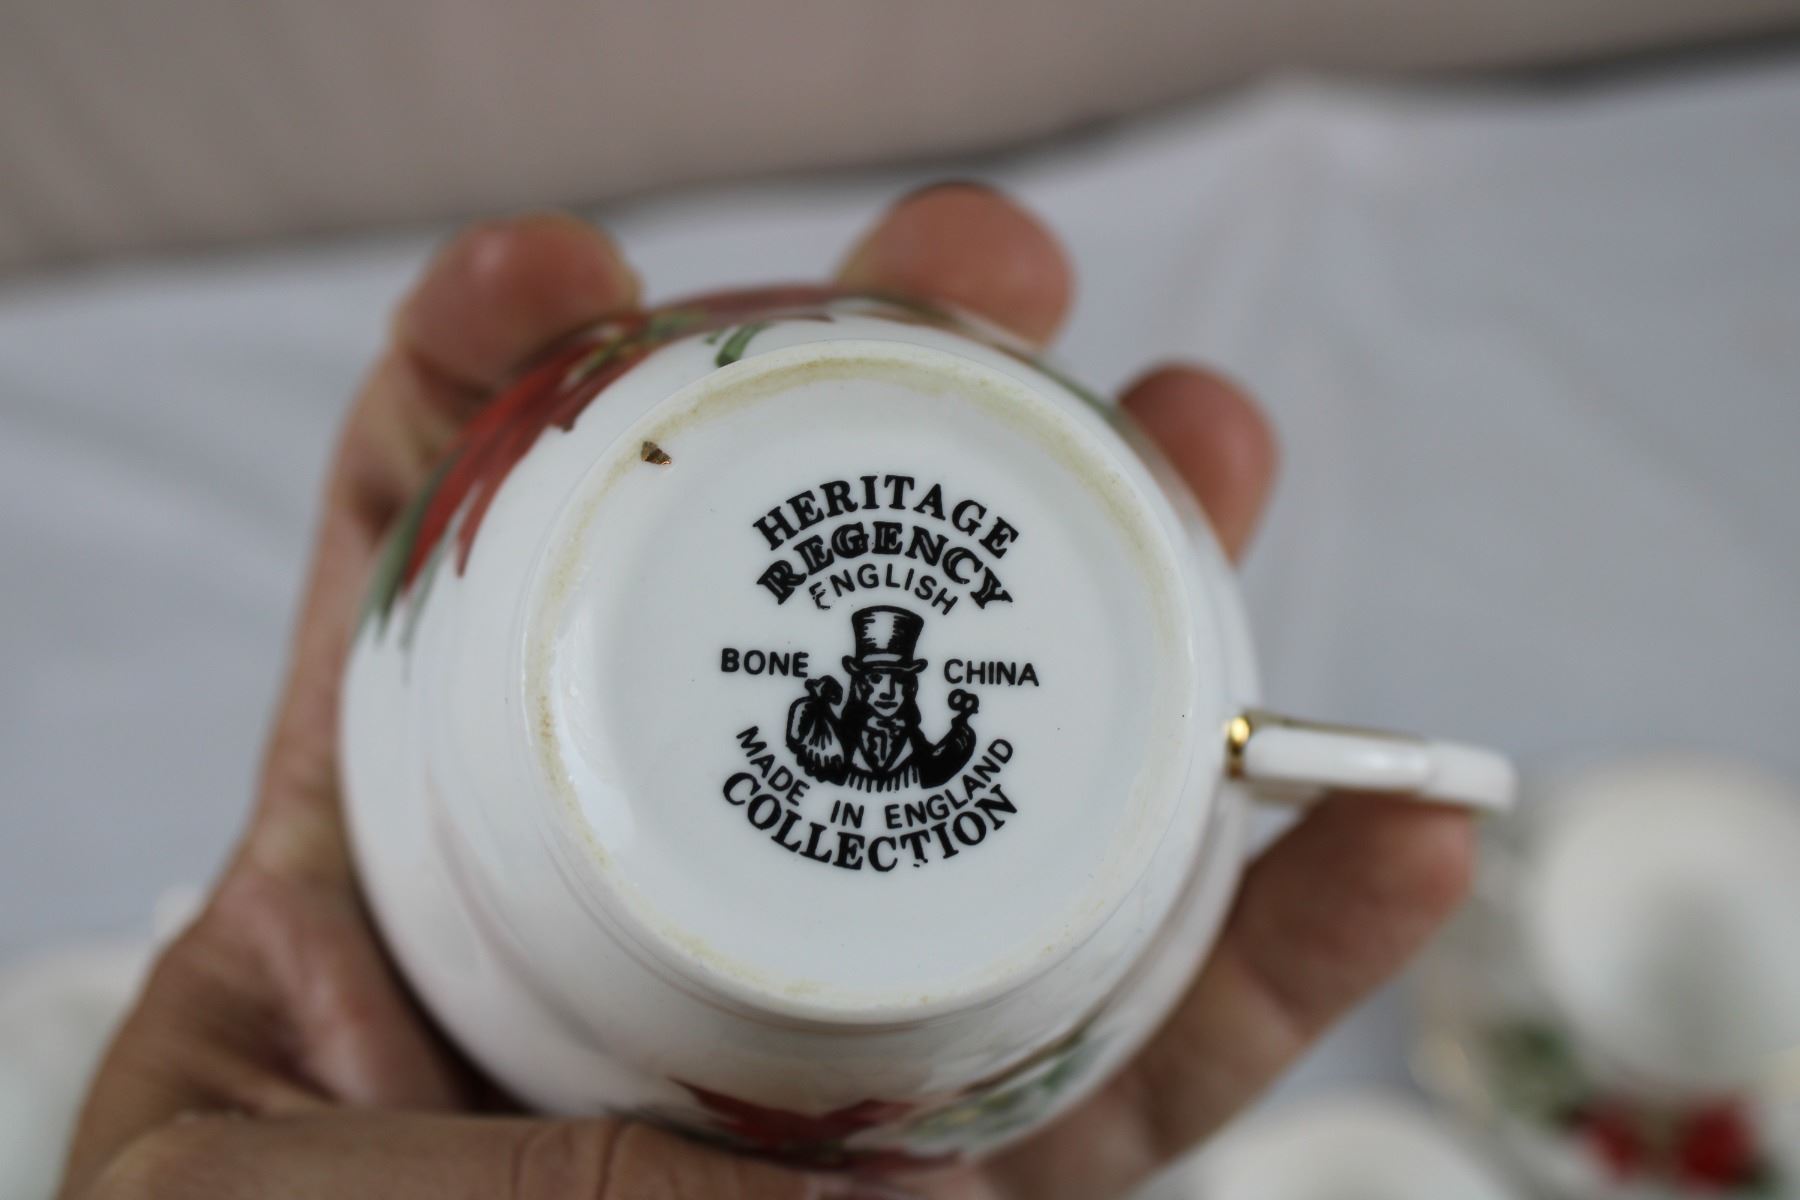 HERITAGE
REGENCY
ENGLISH
BONE CHINA
MADE IN ENGLAND
COLLECTION